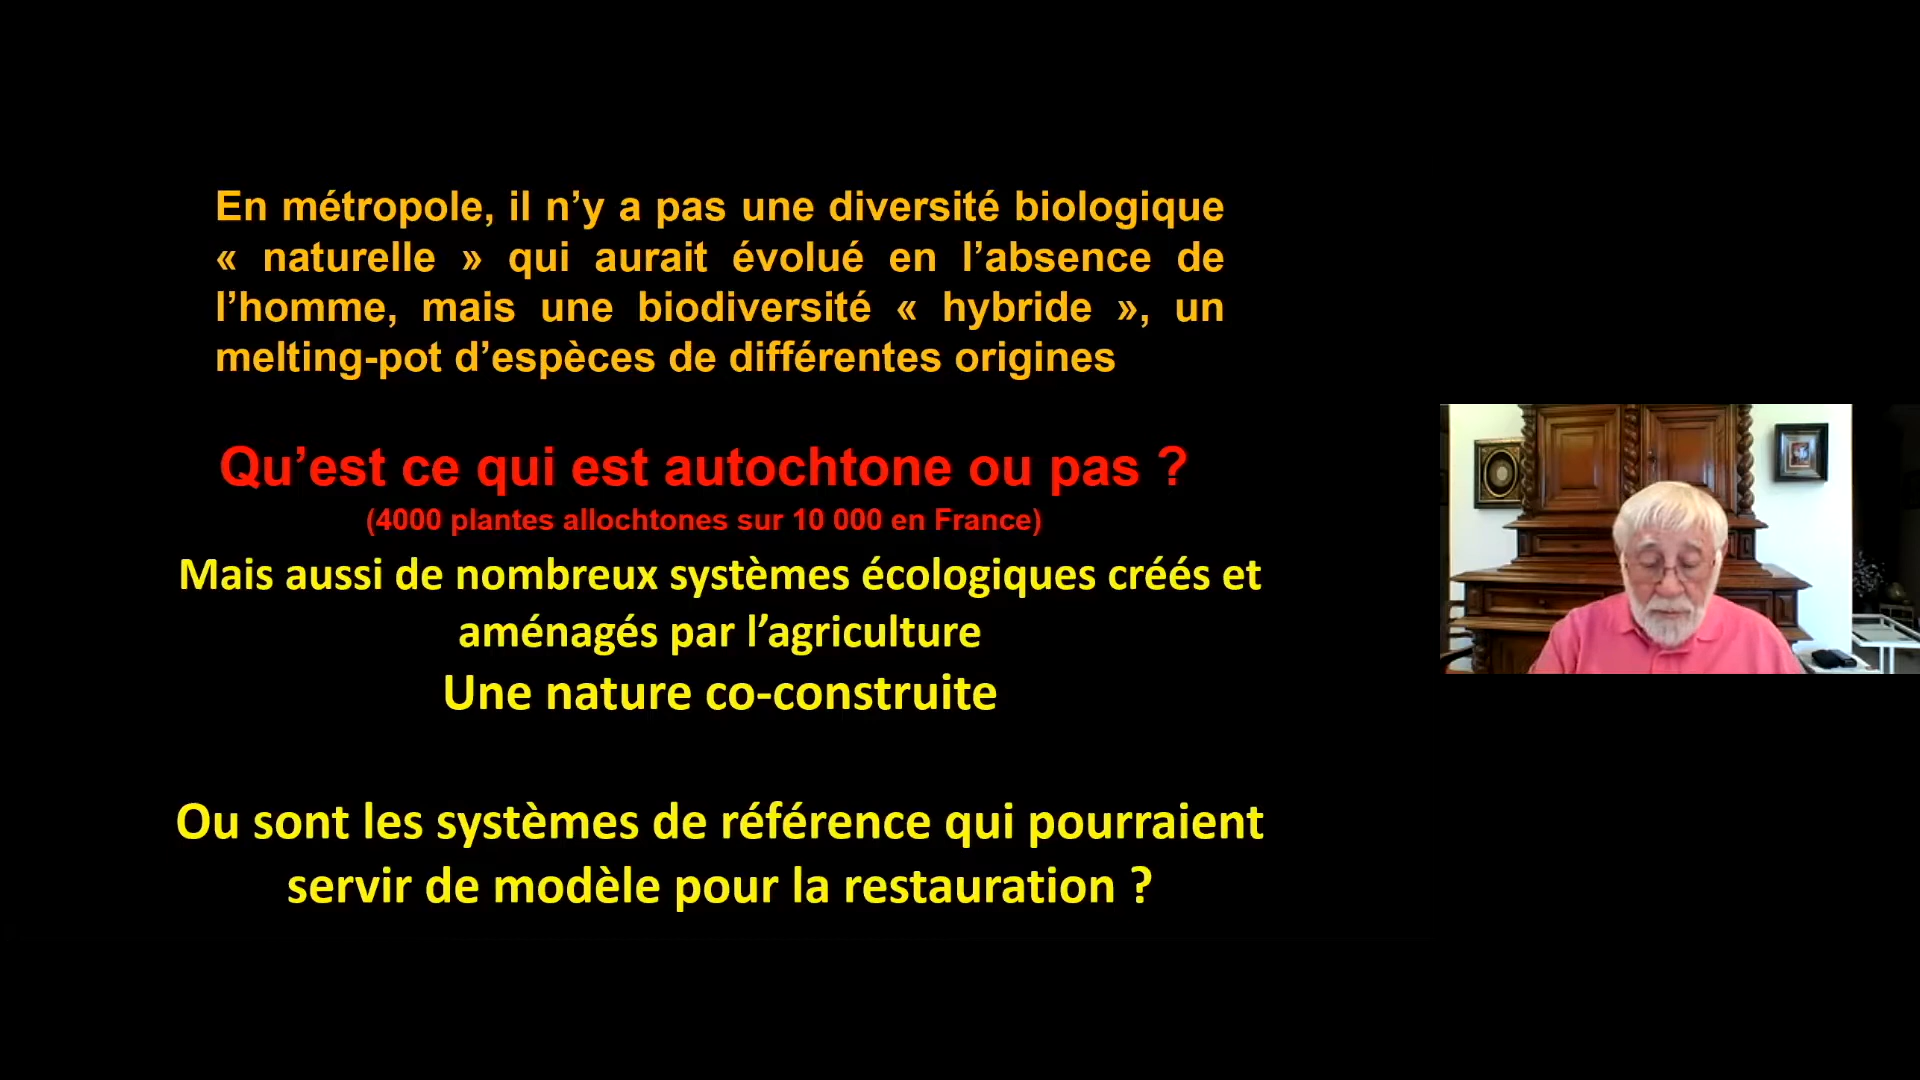 En métropole, il n’y a pas une diversité biologique
« naturelle » qui aurait évolué en l’absence de
l’homme, mais une biodiversité « hybride », un
melting-pot d’espèces de différentes origines
Qu’est ce qui est autochtone ou pas ?
(4000 plantes allochtones sur 10 000 en France)
Mais aussi de nombreux systèmes écologiques créés et
aménagés par l’agriculture
Une nature co-construite
Ou sont les systèmes de référence qui pourraient
servir de modèle pour la restauration ?